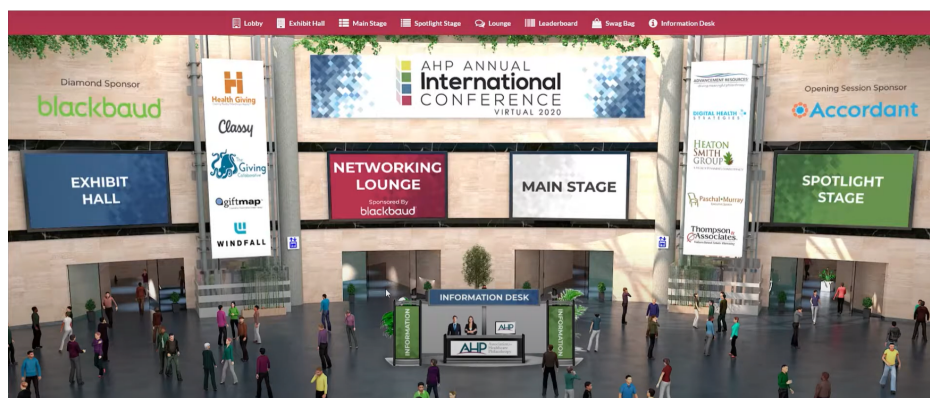 Lobby
Exhibit Hall
Main Stage
Spotlight Stage
Lounge
Leaderboard
Swag Bag
Information Desk
Diamond Sponsor
blackbaud
Health Giving
Classy
The Giving
Collaborative
giftmap
WINDFALL
AHP ANNUAL
International
CONFERENCE
VIRTUAL 2020
ADVANCEMENT RESOURCES
DIGITAL HEALTH
STRATEGIES
HEATON
SMITH
GROUP
Paschal•Murray
Thompson
&Associates
Opening Session Sponsor
Accordant
EXHIBIT
HALL
NETWORKING
LOUNGE
Sponsored By
blackbaud
MAIN STAGE
SPOTLIGHT
STAGE
INFORMATION DESK
INFORMATION
AHP
AHP
INFORMATION